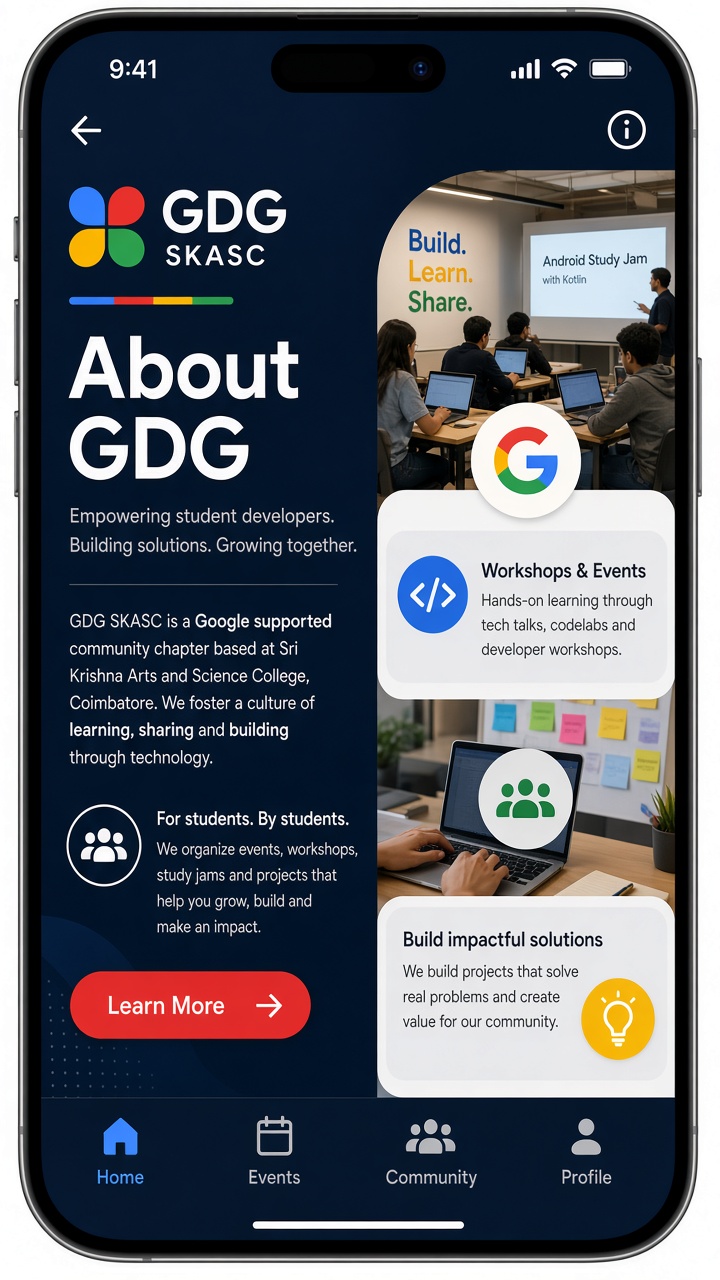 9:41
GDG
SKASC
About
GDG
Empowering student developers.
Building solutions. Growing together.
GDG SKASC is a Google supported
community chapter based at Sri
Krishna Arts and Science College,
Coimbatore. We foster a culture of
learning, sharing and building
through technology.
For students. By students.
We organize events, workshops,
study jams and projects that
help you grow, build and
make an impact.
Learn More
Build.
Learn.
Share.
Android Study Jam
with Kotlin
G
</>
Workshops & Events
Hands-on learning through
tech talks, codelabs and
developer workshops.
Build impactful solutions
We build projects that solve
real problems and create
value for our community.
Home
Events
Community
Profile